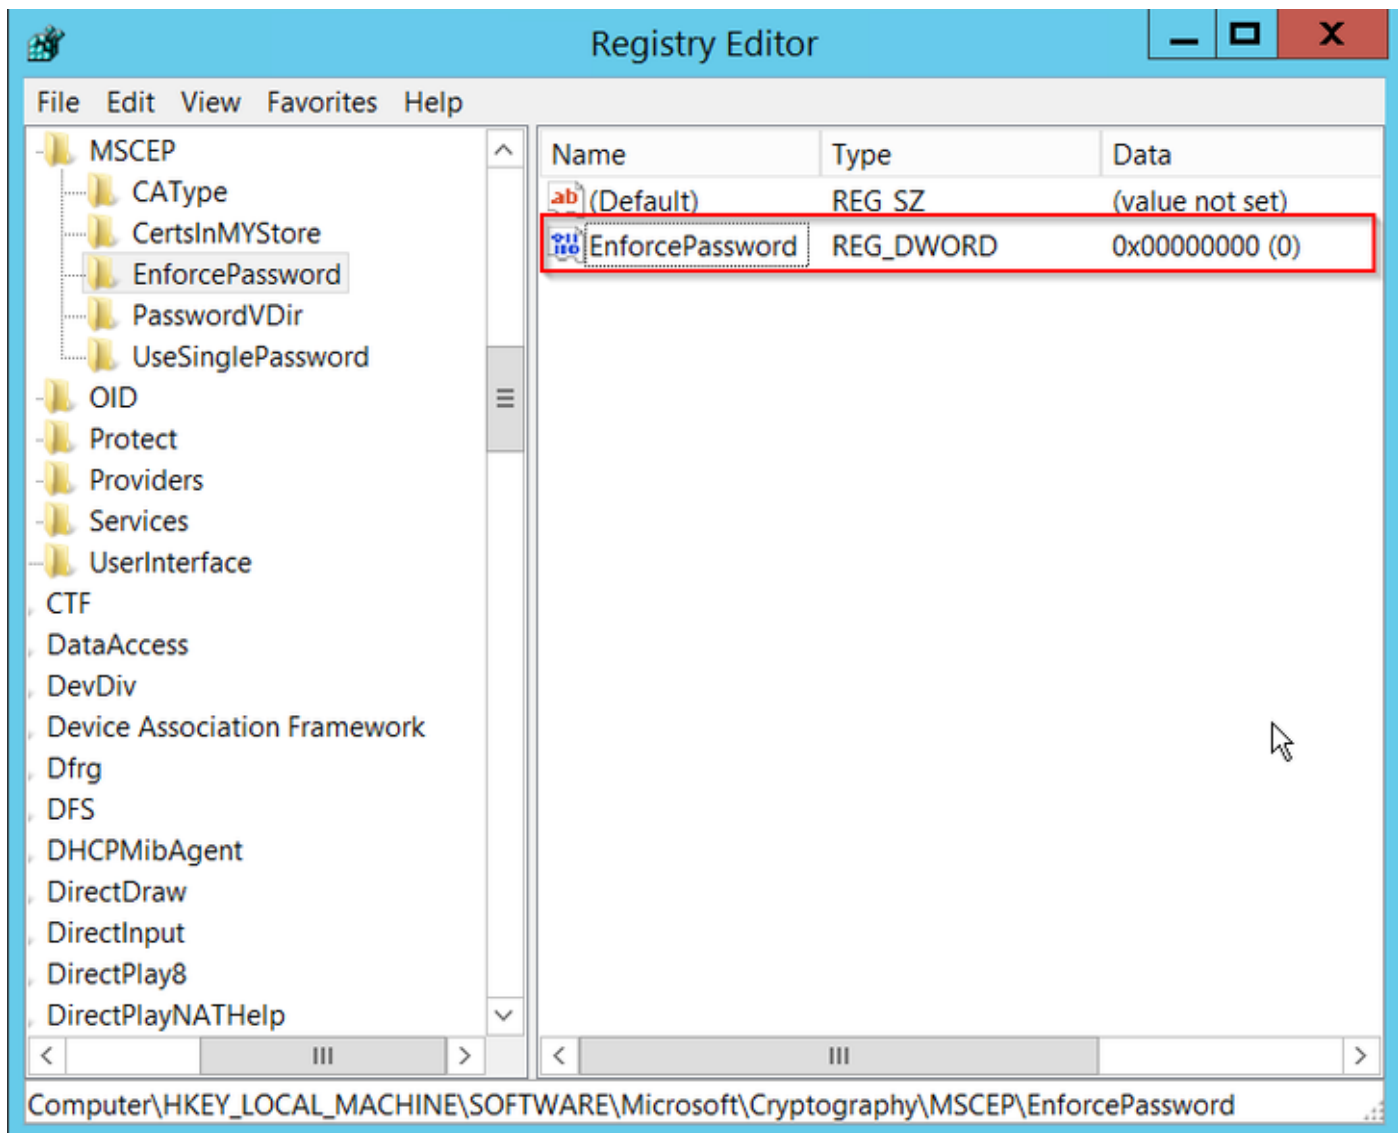 Registry Editor
File Edit View Favorites Help
MSCEP
CAType
CertsInMYStore
EnforcePassword
PasswordVDir
UseSinglePassword
OID
Protect
Providers
Services
UserInterface
CTF
DataAccess
DevDiv
Device Association Framework
Dfrg
DFS
DHCPMibAgent
DirectDraw
DirectInput
DirectPlay8
DirectPlayNATHelp
Name Type Data
ab (Default) REG_SZ (value not set)
EnforcePassword REG_DWORD 0x00000000 (0)
Computer\HKEY_LOCAL_MACHINE\SOFTWARE\Microsoft\Cryptography\MSCEP\EnforcePassword